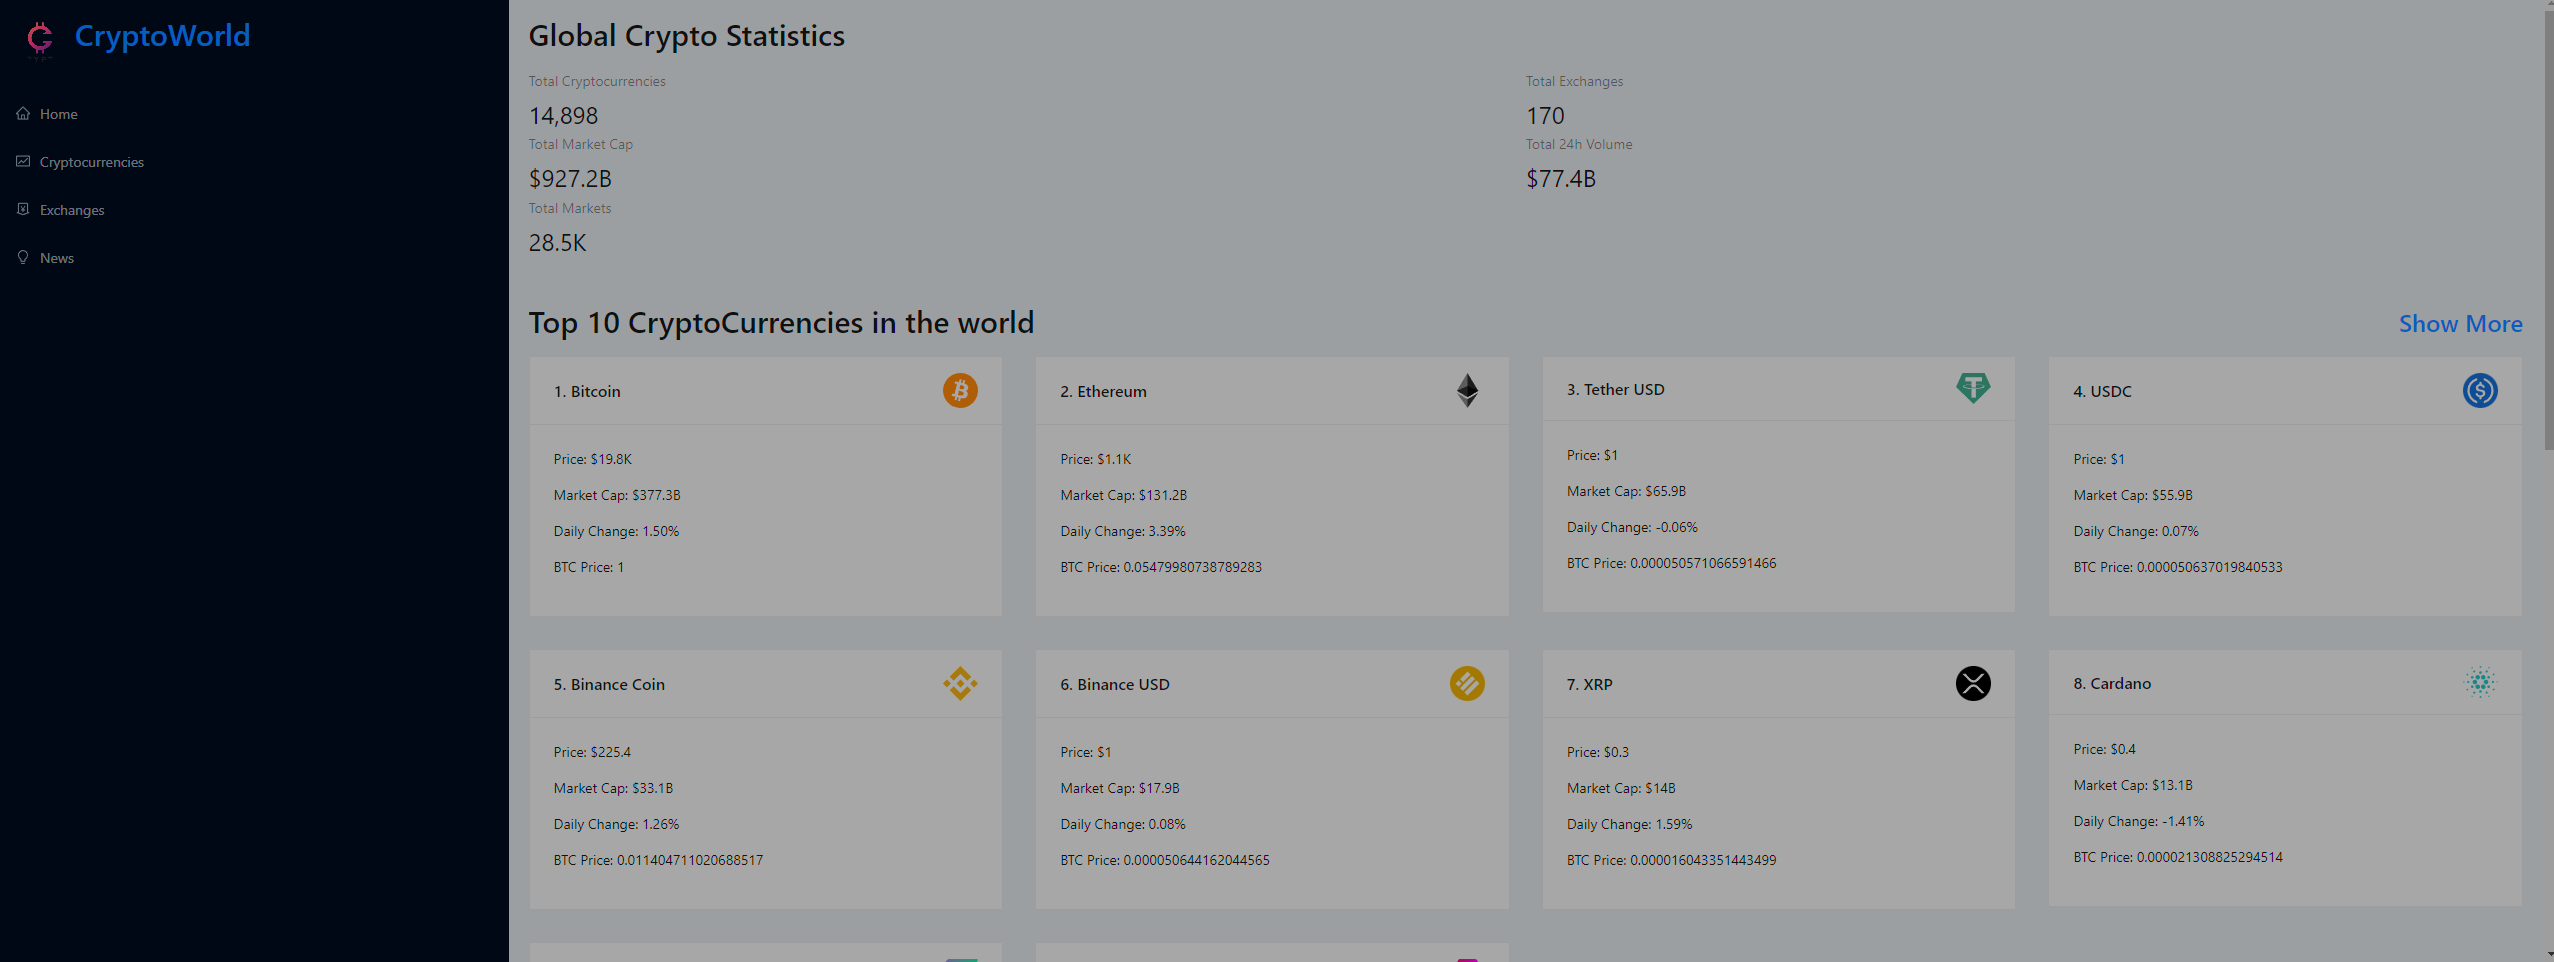 CryptoWorld
Home
Cryptocurrencies
Exchanges
News
Global Crypto Statistics
Total Cryptocurrencies
14,898
Total Exchanges
170
Total Market Cap
$927.2B
Total 24h Volume
$77.4B
Total Markets
28.5K
Top 10 CryptoCurrencies in the world
Show More
1. Bitcoin
Price: $19.8K
Market Cap: $377.3B
Daily Change: 1.50%
BTC Price: 1
2. Ethereum
Price: $1.1K
Market Cap: $131.2B
Daily Change: 3.39%
BTC Price: 0.05479980738789283
3. Tether USD
Price: $1
Market Cap: $65.9B
Daily Change: -0.06%
BTC Price: 0.000050571066591466
4. USDC
Price: $1
Market Cap: $55.9B
Daily Change: 0.07%
BTC Price: 0.000050637019840533
5. Binance Coin
Price: $225.4
Market Cap: $33.1B
Daily Change: 1.26%
BTC Price: 0.011404711020688517
6. Binance USD
Price: $1
Market Cap: $17.9B
Daily Change: 0.08%
BTC Price: 0.000050644162044565
7. XRP
Price: $0.3
Market Cap: $14B
Daily Change: 1.59%
BTC Price: 0.000016043351443499
8. Cardano
Price: $0.4
Market Cap: $13.1B
Daily Change: -1.41%
BTC Price: 0.000021308825294514